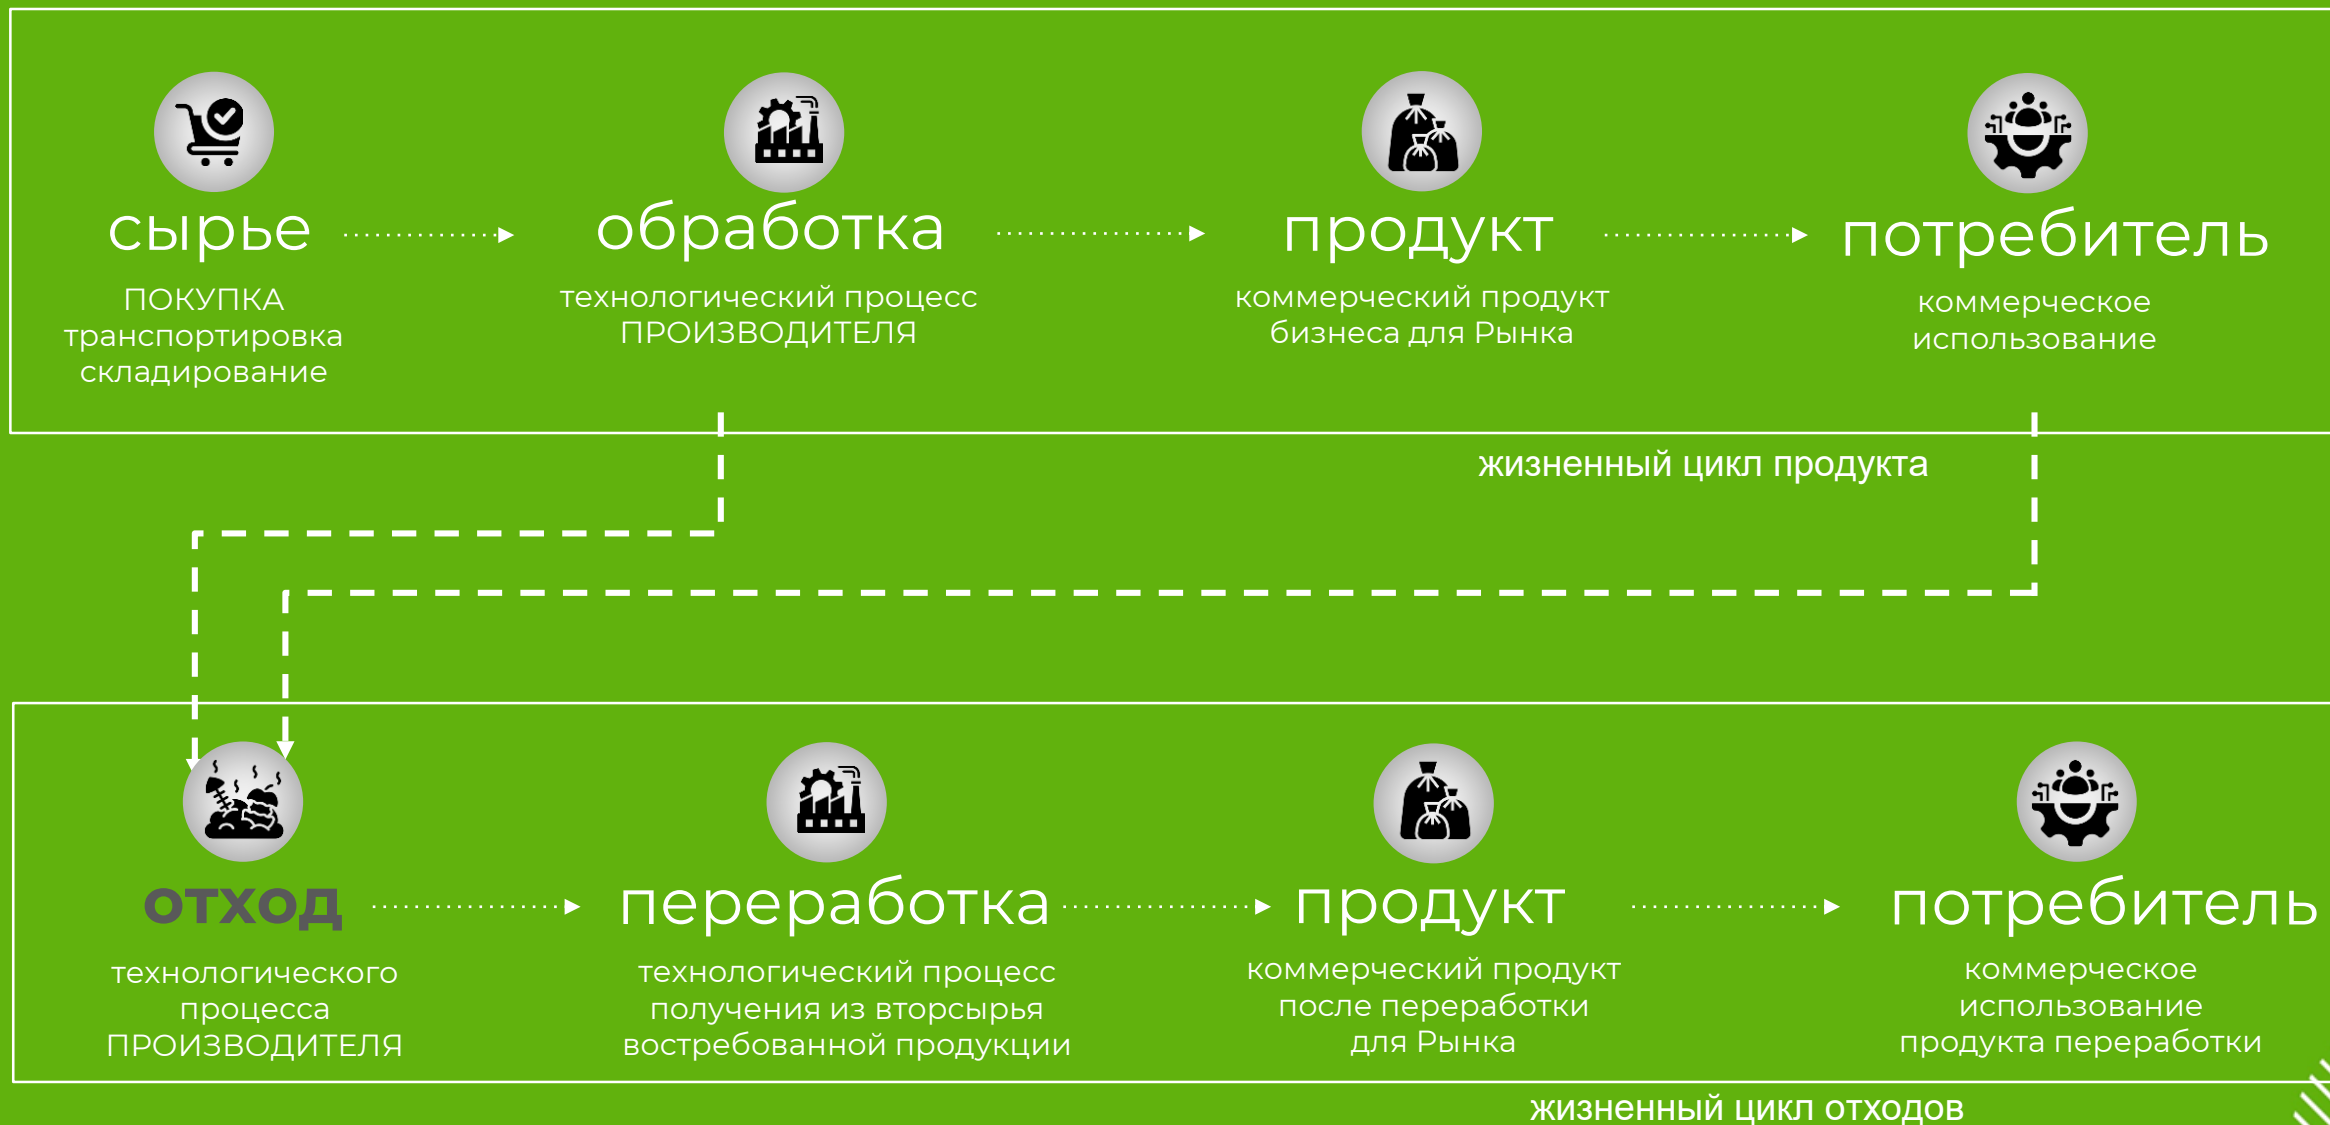 сырье
ПОКУПКА
транспортировка
складирование
обработка
технологический процесс
ПРОИЗВОДИТЕЛЯ
продукт
коммерческий продукт
бизнеса для Рынка
потребитель
коммерческое
использование
жизненный цикл продукта
отход
технологического
процесса
ПРОИЗВОДИТЕЛЯ
переработка
технологический процесс
получения из вторсырья
востребованной продукции
продукт
коммерческий продукт
после переработки
для Рынка
потребитель
коммерческое
использование
продукта переработки
жизненный цикл отходов